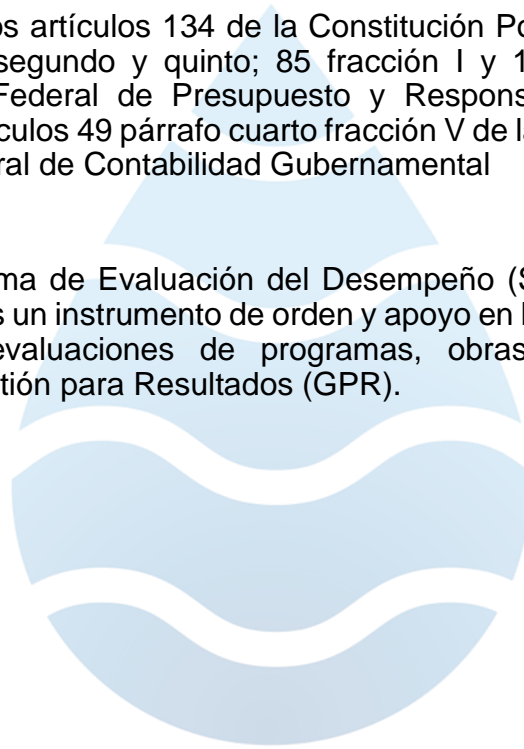 los artículos 134 de la Constitución Po
segundo y quinto; 85 fracción I y 1
Federal de Presupuesto y Respons
culos 49 párrafo cuarto fracción V de l
ral de Contabilidad Gubernamental
ma de Evaluación del Desempeño (S
s un instrumento de orden y apoyo en l
evaluaciones de programas, obras
tión para Resultados (GPR).